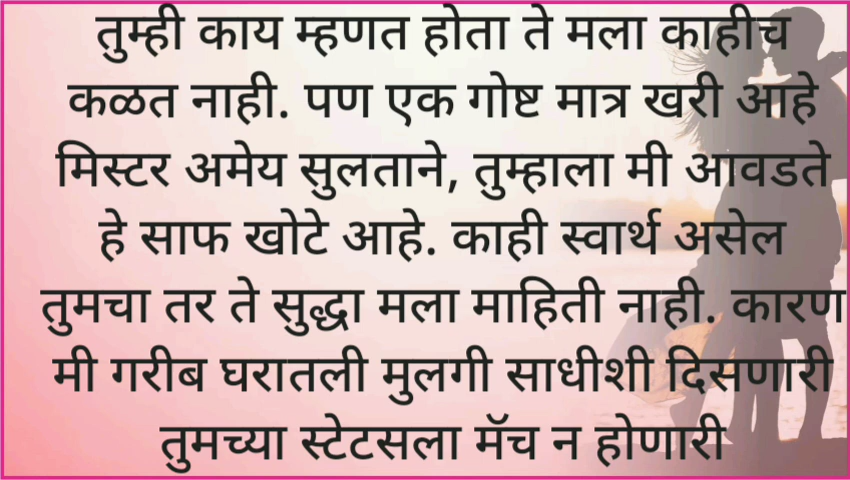 तुम्ही काय म्हणत होता ते मला काहीच
कळत नाही. पण एक गोष्ट मात्र खरी आहे
मिस्टर अमेय सुलताने, तुम्हाला मी आवडते
हे साफ खोटे आहे. काही स्वार्थ असेल
तुमचा तर ते सुद्धा मला माहिती नाही. कारण
मी गरीब घरातली मुलगी साधीशी दिसणारी
तुमच्या स्टेटसला मॅच न होणारी